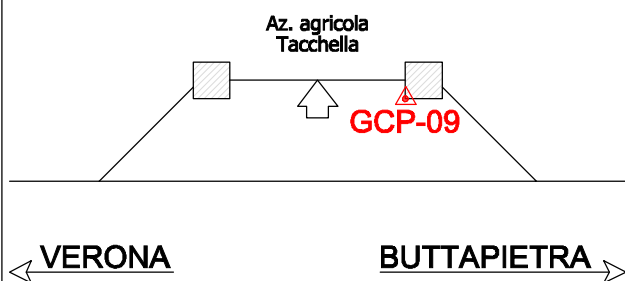 Az. agricola
Tacchella
GCP-09
VERONA
BUTTAPIETRA